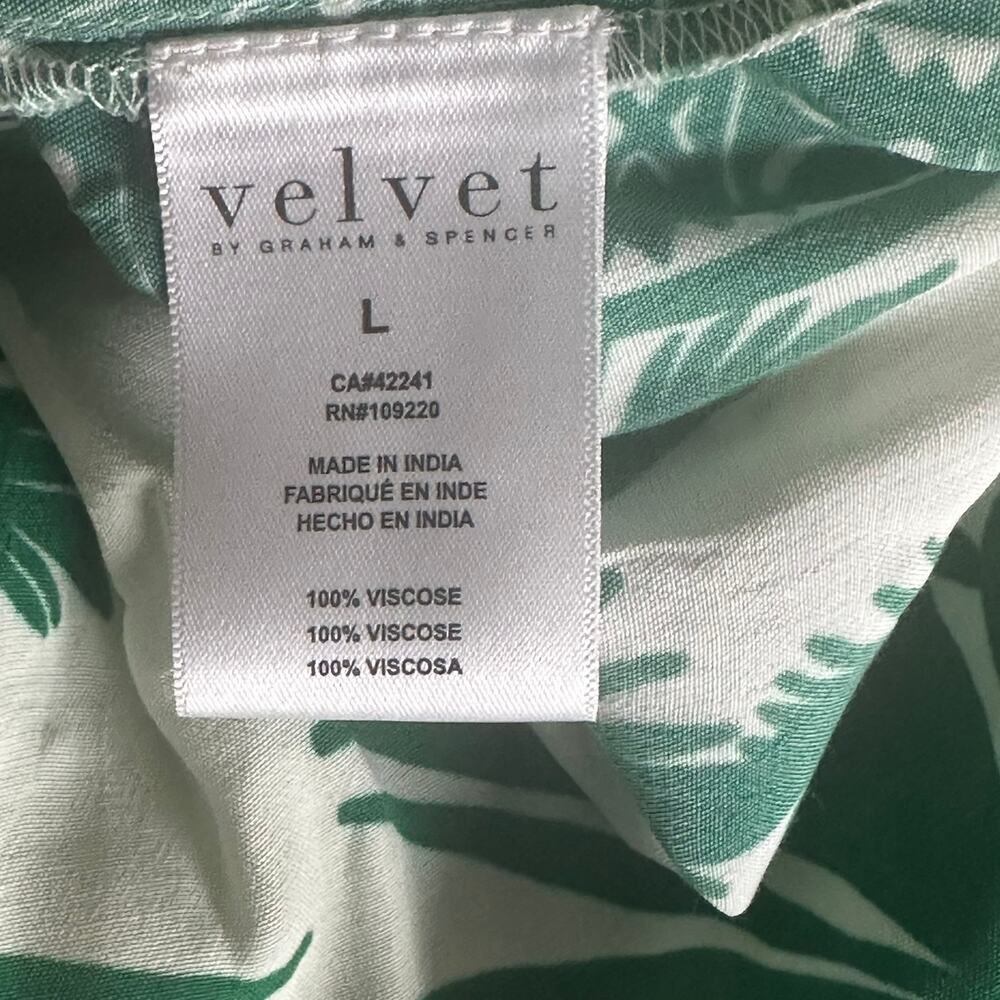 velvet
BY GRAHAM & SPENCER
L
CA#42241
RN#109220
MADE IN INDIA
FABRIQUÉ EN INDE
HECHO EN INDIA
100% VISCOSE
100% VISCOSE
100% VISCOSA